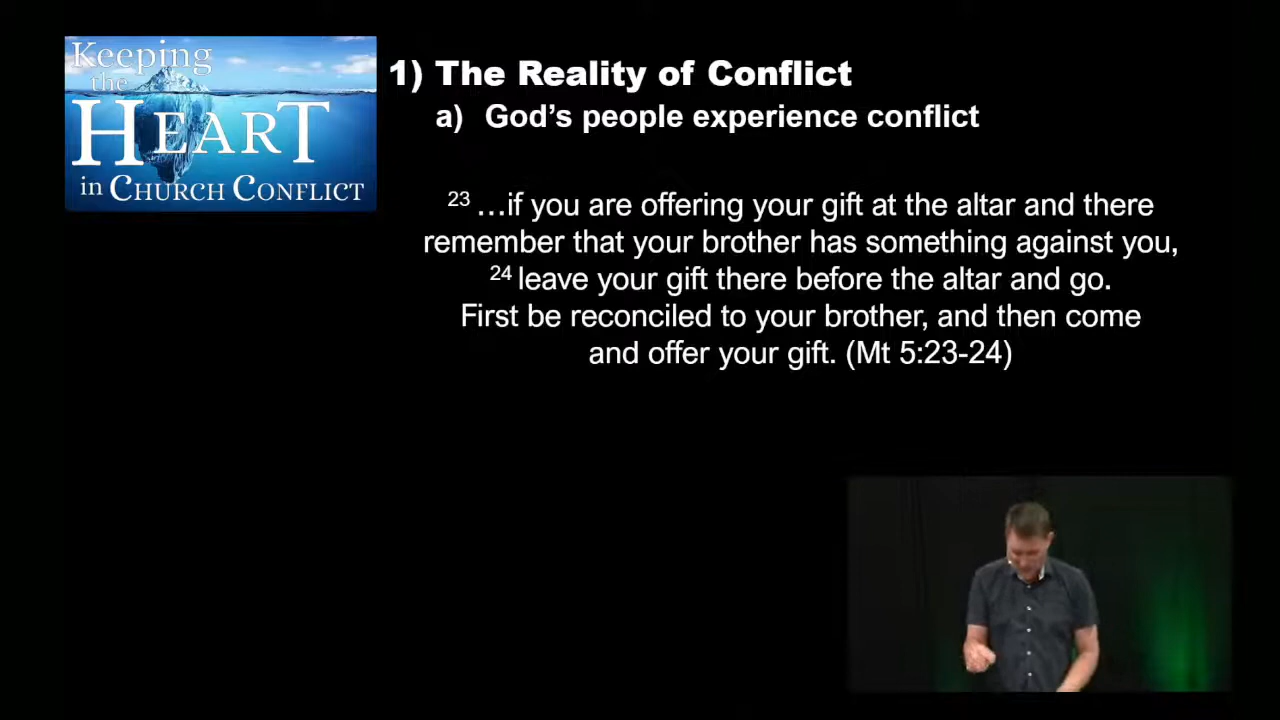 Keeping
the
HEART
in CHURCH CONFLICT
1) The Reality of Conflict
a) God's people experience conflict
23 …if you are offering your gift at the altar and there
remember that your brother has something against you,
24 leave your gift there before the altar and go.
First be reconciled to your brother, and then come
and offer your gift. (Mt 5:23-24)